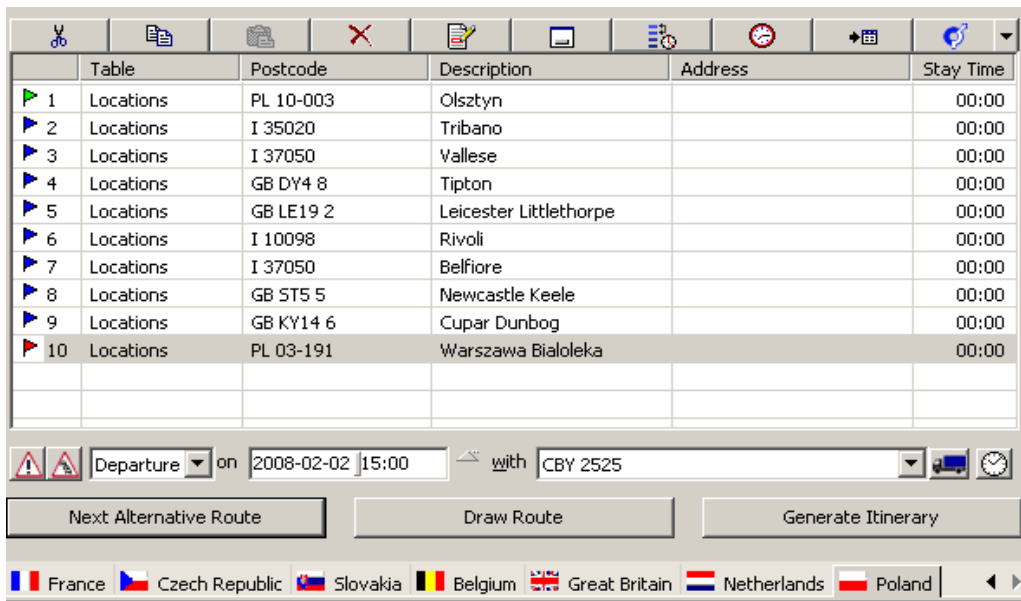 Table Postcode Description Address Stay Time
1 Locations PL 10-003 Olsztyn 00:00
2 Locations I 35020 Tribano 00:00
3 Locations I 37050 Vallese 00:00
4 Locations GB DY4 8 Tipton 00:00
5 Locations GB LE19 2 Leicester Littlethorpe 00:00
6 Locations I 10098 Rivoli 00:00
7 Locations I 37050 Belfiore 00:00
8 Locations GB ST5 5 Newcastle Keele 00:00
9 Locations GB KY14 6 Cupar Dunbog 00:00
10 Locations PL 03-191 Warszawa Bialoleka 00:00
Departure on 2008-02-02 15:00 with CBY 2525
Next Alternative Route Draw Route Generate Itinerary
France Czech Republic Slovakia Belgium Great Britain Netherlands Poland